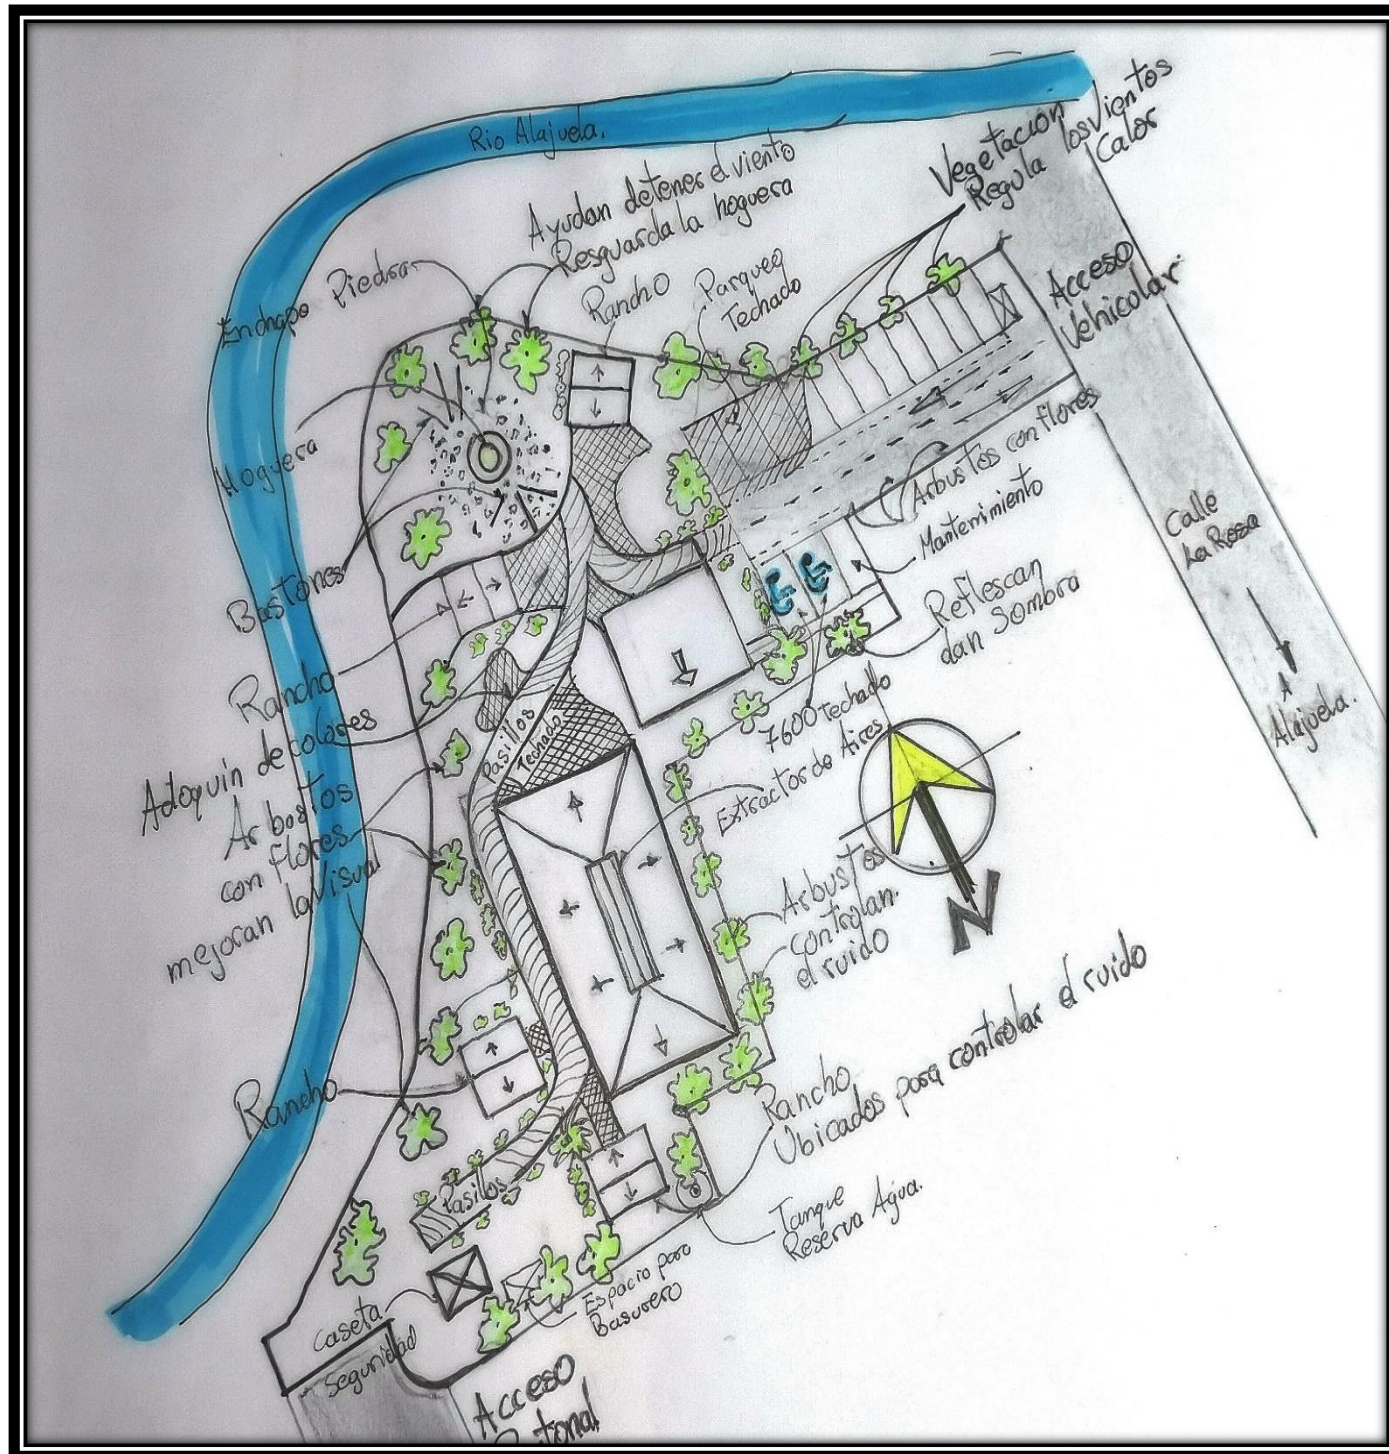 Rio Alajuela.
Vegetación
Regula los Vientos
Calor
Ayudan detener el viento
Resguarda la hoguera
Enchape Piedra
Rancho
Parqueo
Techado
Acceso
Vehicular
Hoguera
Arbustos con flores
Mantenimiento
Calle
La Rosa
A
Alajuela.
Bastones
Reflescan
dan Sombra
Rancho
Adoquin de colores
Pasillos
Techado
7600 techado
Extractor de Aires
Arbostos
con flores
mejoran la Visual
N
Arbustos
controlan.
el ruido
Rancho
Rancho
Ubicados para controlar el ruido
Pasillos
Tanque
Reserva Agua.
Espacio para
Basurero
Caseta
Seguridad
Acceso